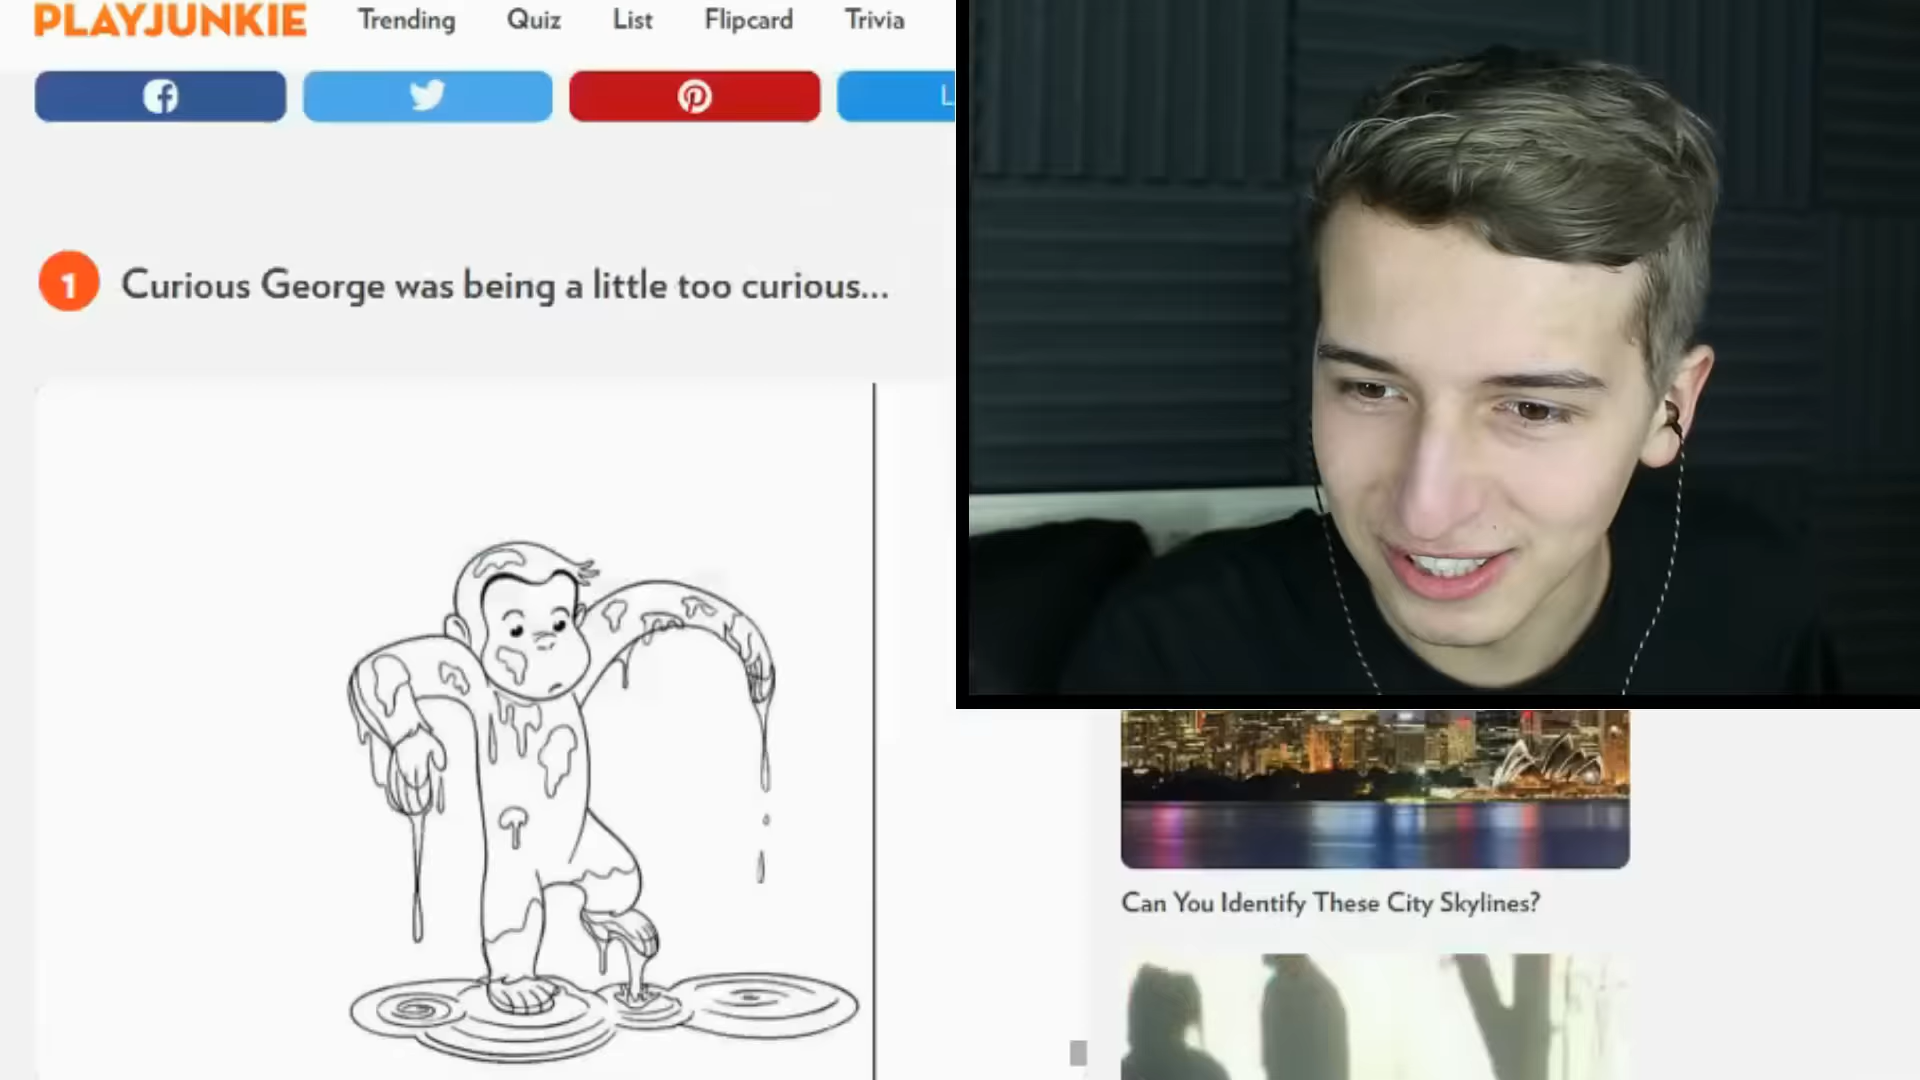 PLAYJUNKIE
Trending
Quiz
List
Flipcard
Trivia
L
1
Curious George was being a little too curious...
Can You Identify These City Skylines?